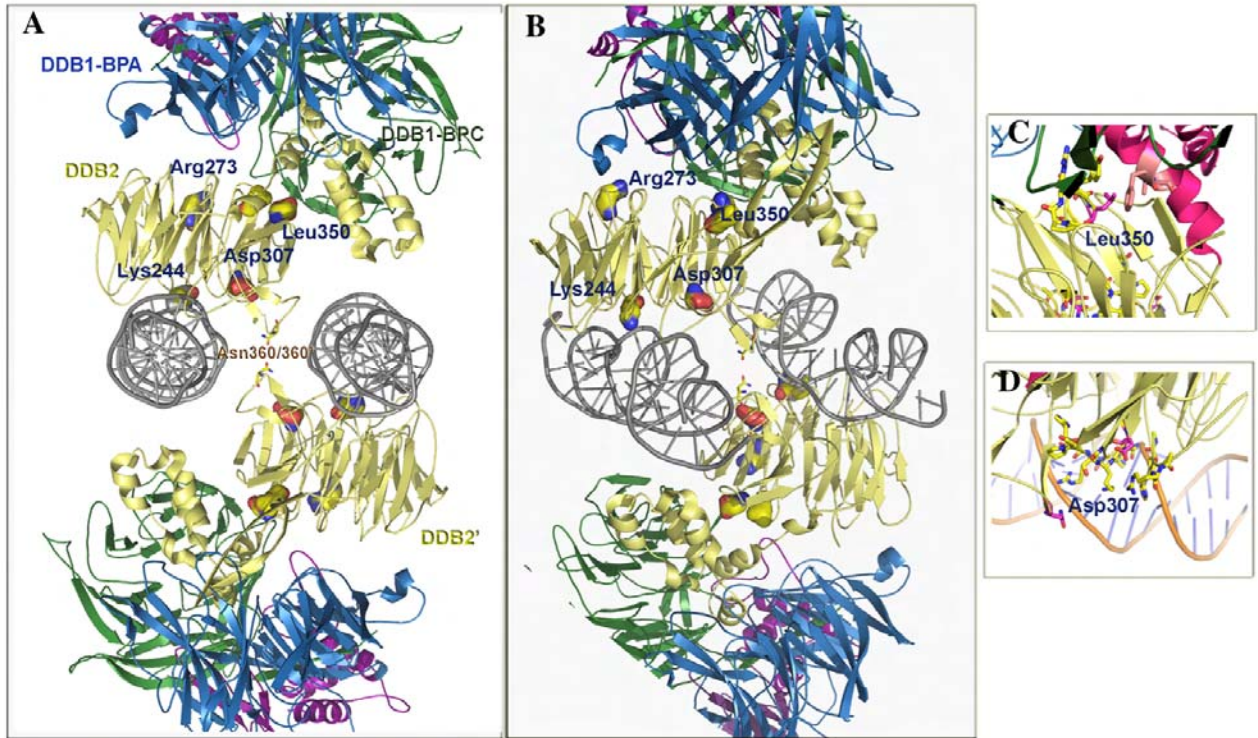 A
DDB1-BPA
DDB1-BPC
DDB2
Arg273
Leu350
Lys244
Asp307
Asn360/360'
DDB2'
B
Arg273
Leu350
Lys244
Asp307
C
Leu350
D
Asp307